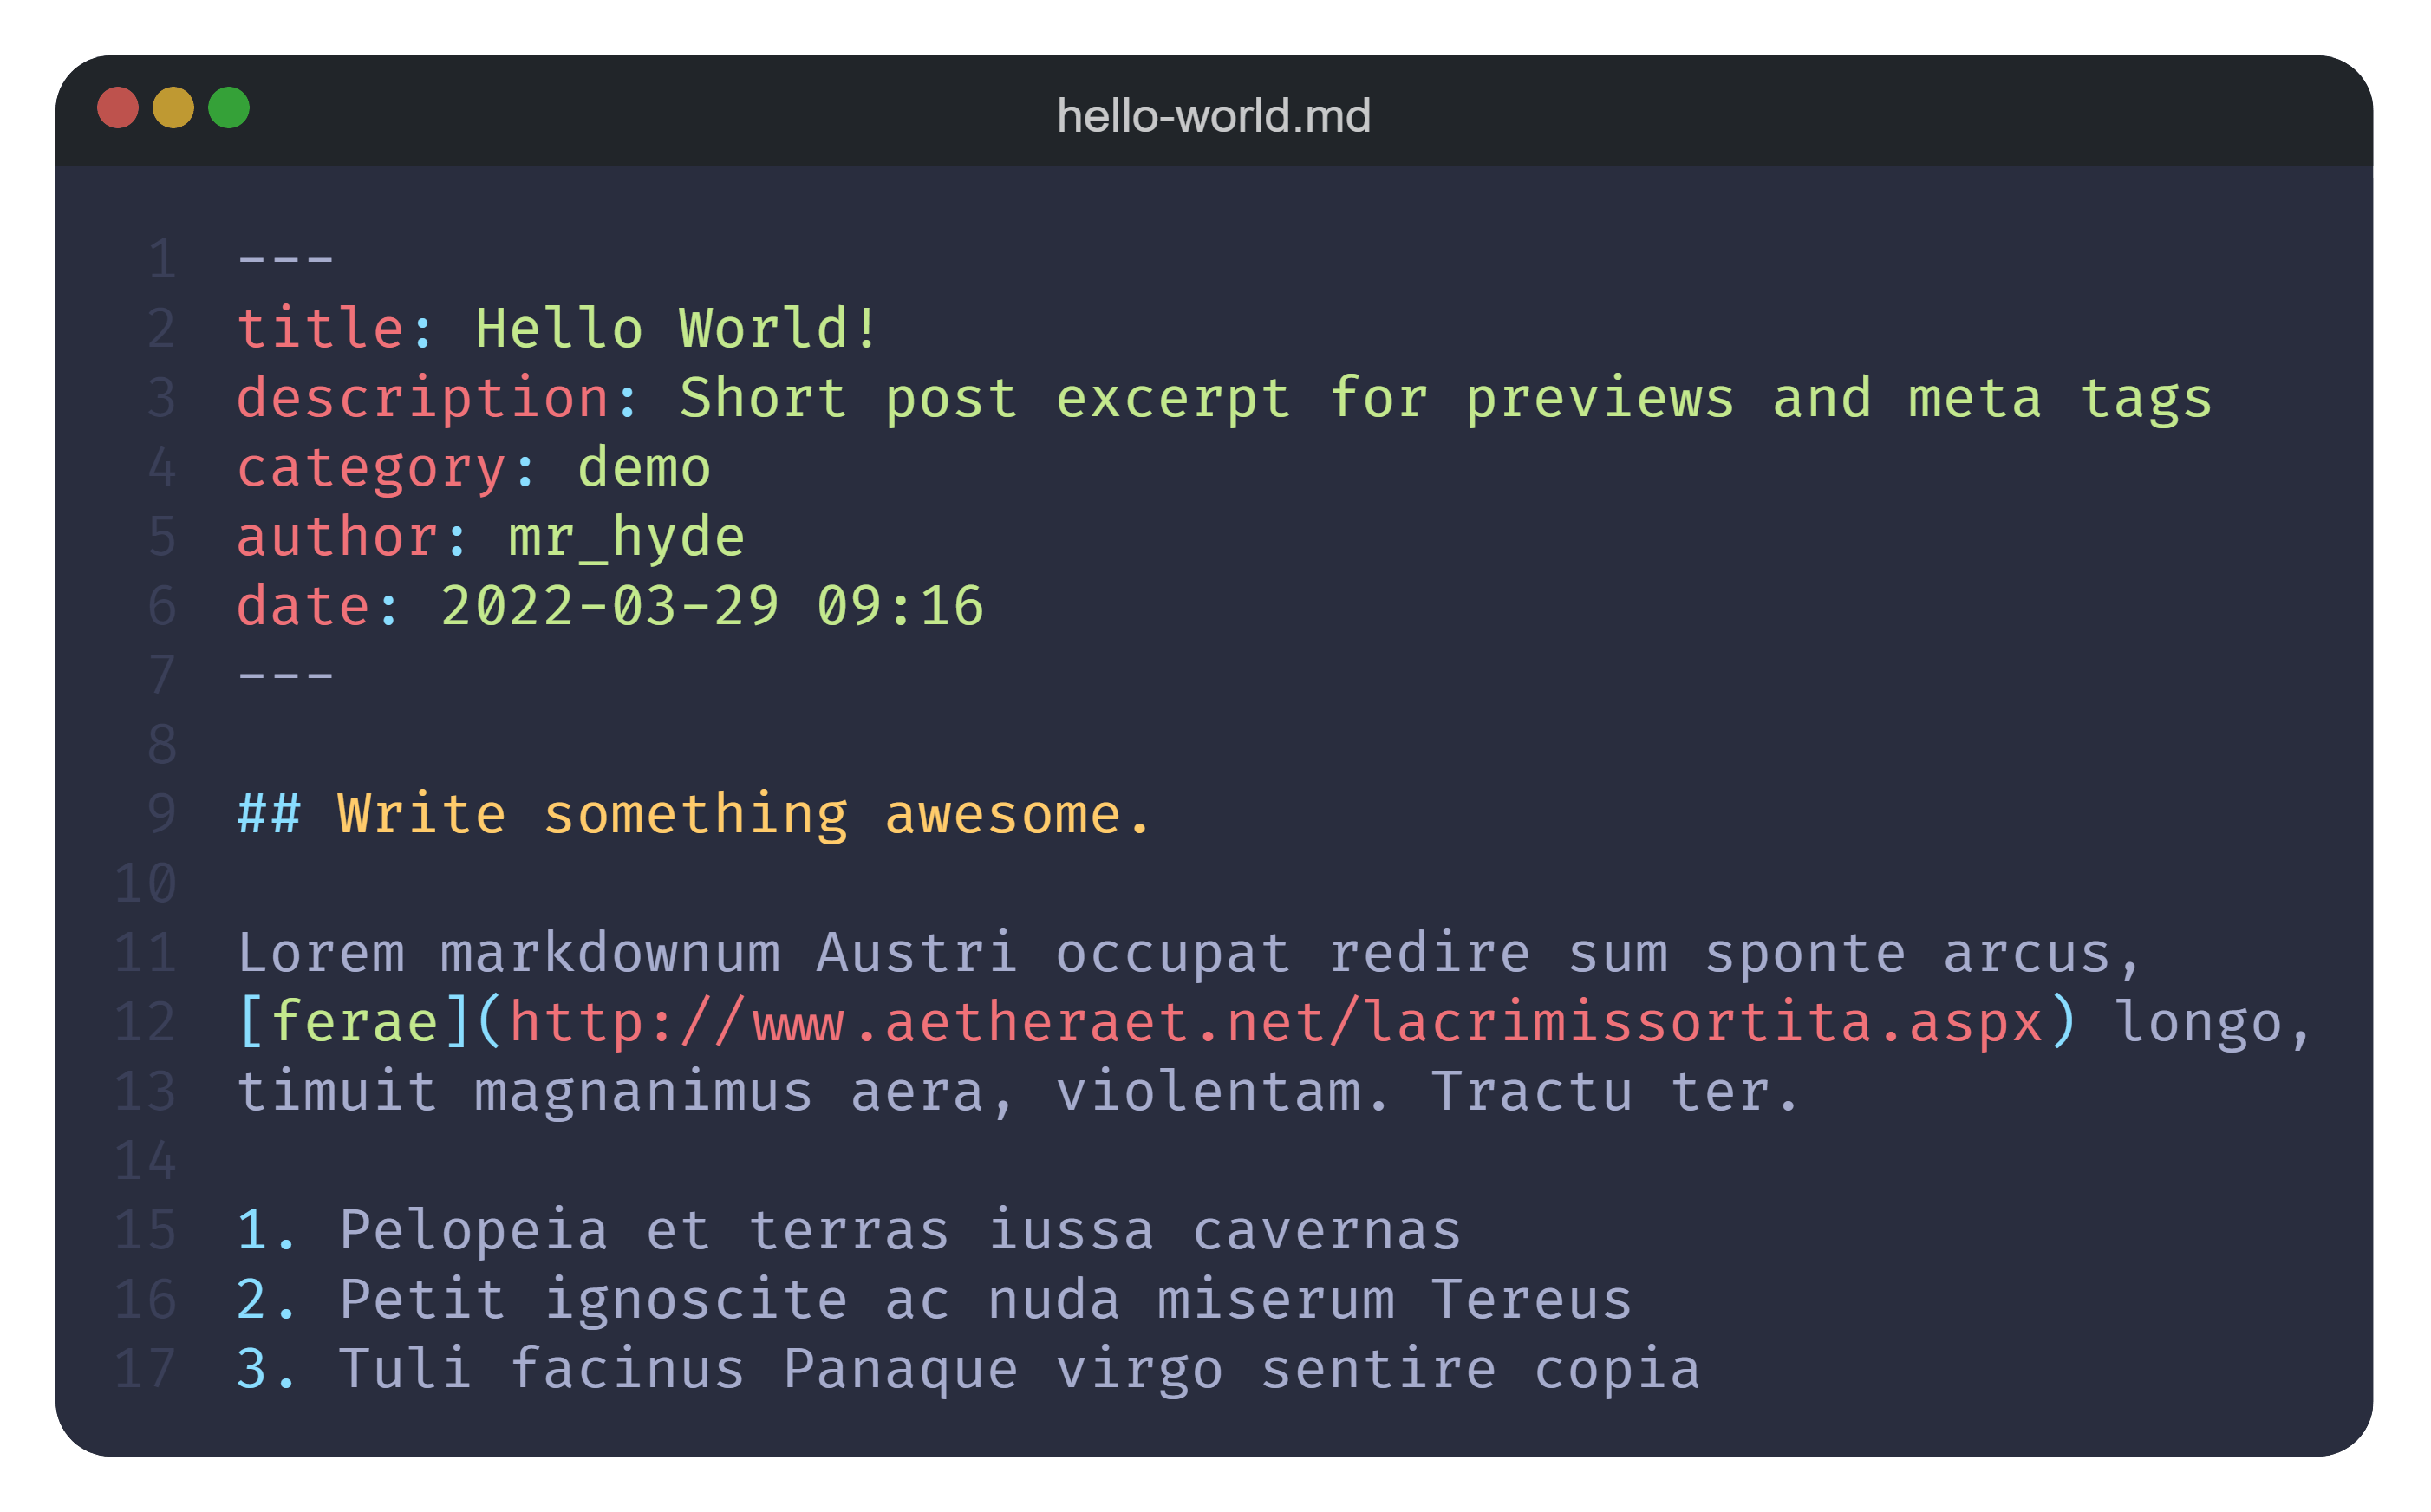 hello-world.md
1 ---
2 title: Hello World!
3 description: Short post excerpt for previews and meta tags
4 category: demo
5 author: mr_hyde
6 date: 2022-03-29 09:16
7 ---
8
9 ## Write something awesome.
10
11 Lorem markdownum Austri occupat redire sum sponte arcus,
12 [ferae](http://www.aetheraet.net/lacrimissortita.aspx) longo,
13 timuit magnanimus aera, violentam. Tractu ter.
14
15 1. Pelopeia et terras iussa cavernas
16 2. Petit ignoscite ac nuda miserum Tereus
17 3. Tuli facinus Panaque virgo sentire copia